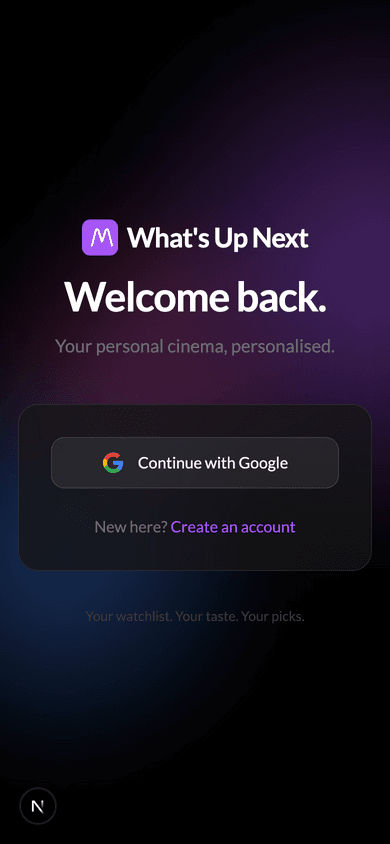 What's Up Next
Welcome back.
Your personal cinema, personalised.
Continue with Google
New here? Create an account
Your watchlist. Your taste. Your picks.
N